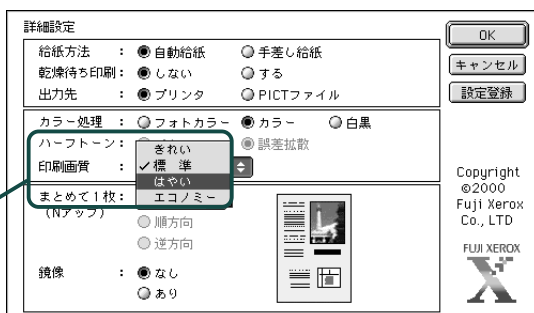 詳細設定
給紙方法 : 自動給紙 手差し給紙
乾燥待ち印刷 : しない する
出力先 : プリンタ PICTファイル
カラー処理 : フォトカラー カラー 白黒
ハーフトーン : 誤差拡散
印刷画質 :
きれい
✓標 準
はやい
エコノミー
まとめて1枚 :
(Nアップ)
順方向
逆方向
鏡像 : なし
あり
OK
キャンセル
設定登録
Copyright
©2000
Fuji Xerox
Co., LTD
FUJI XEROX